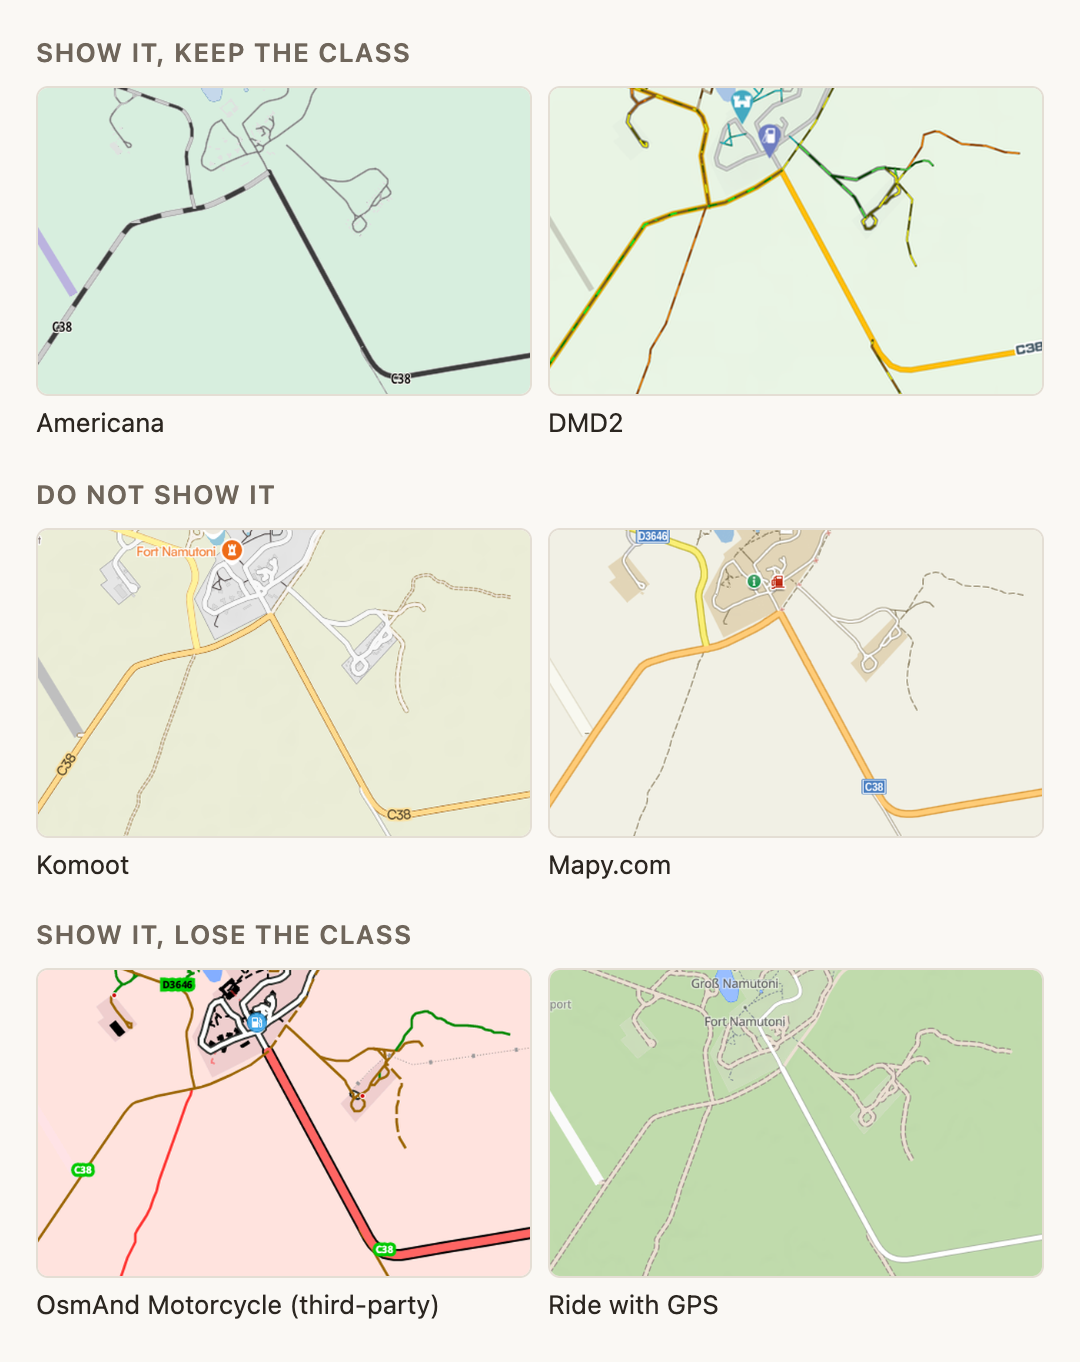 SHOW IT, KEEP THE CLASS
C38
C38
C38
Americana
DMD2
DO NOT SHOW IT
Fort Namutoni
D3646
C38
C38
C38
Komoot
Mapy.com
SHOW IT, LOSE THE CLASS
D3646
Groß Namutoni
port
Fort Namutoni
C38
C38
OsmAnd Motorcycle (third-party)
Ride with GPS